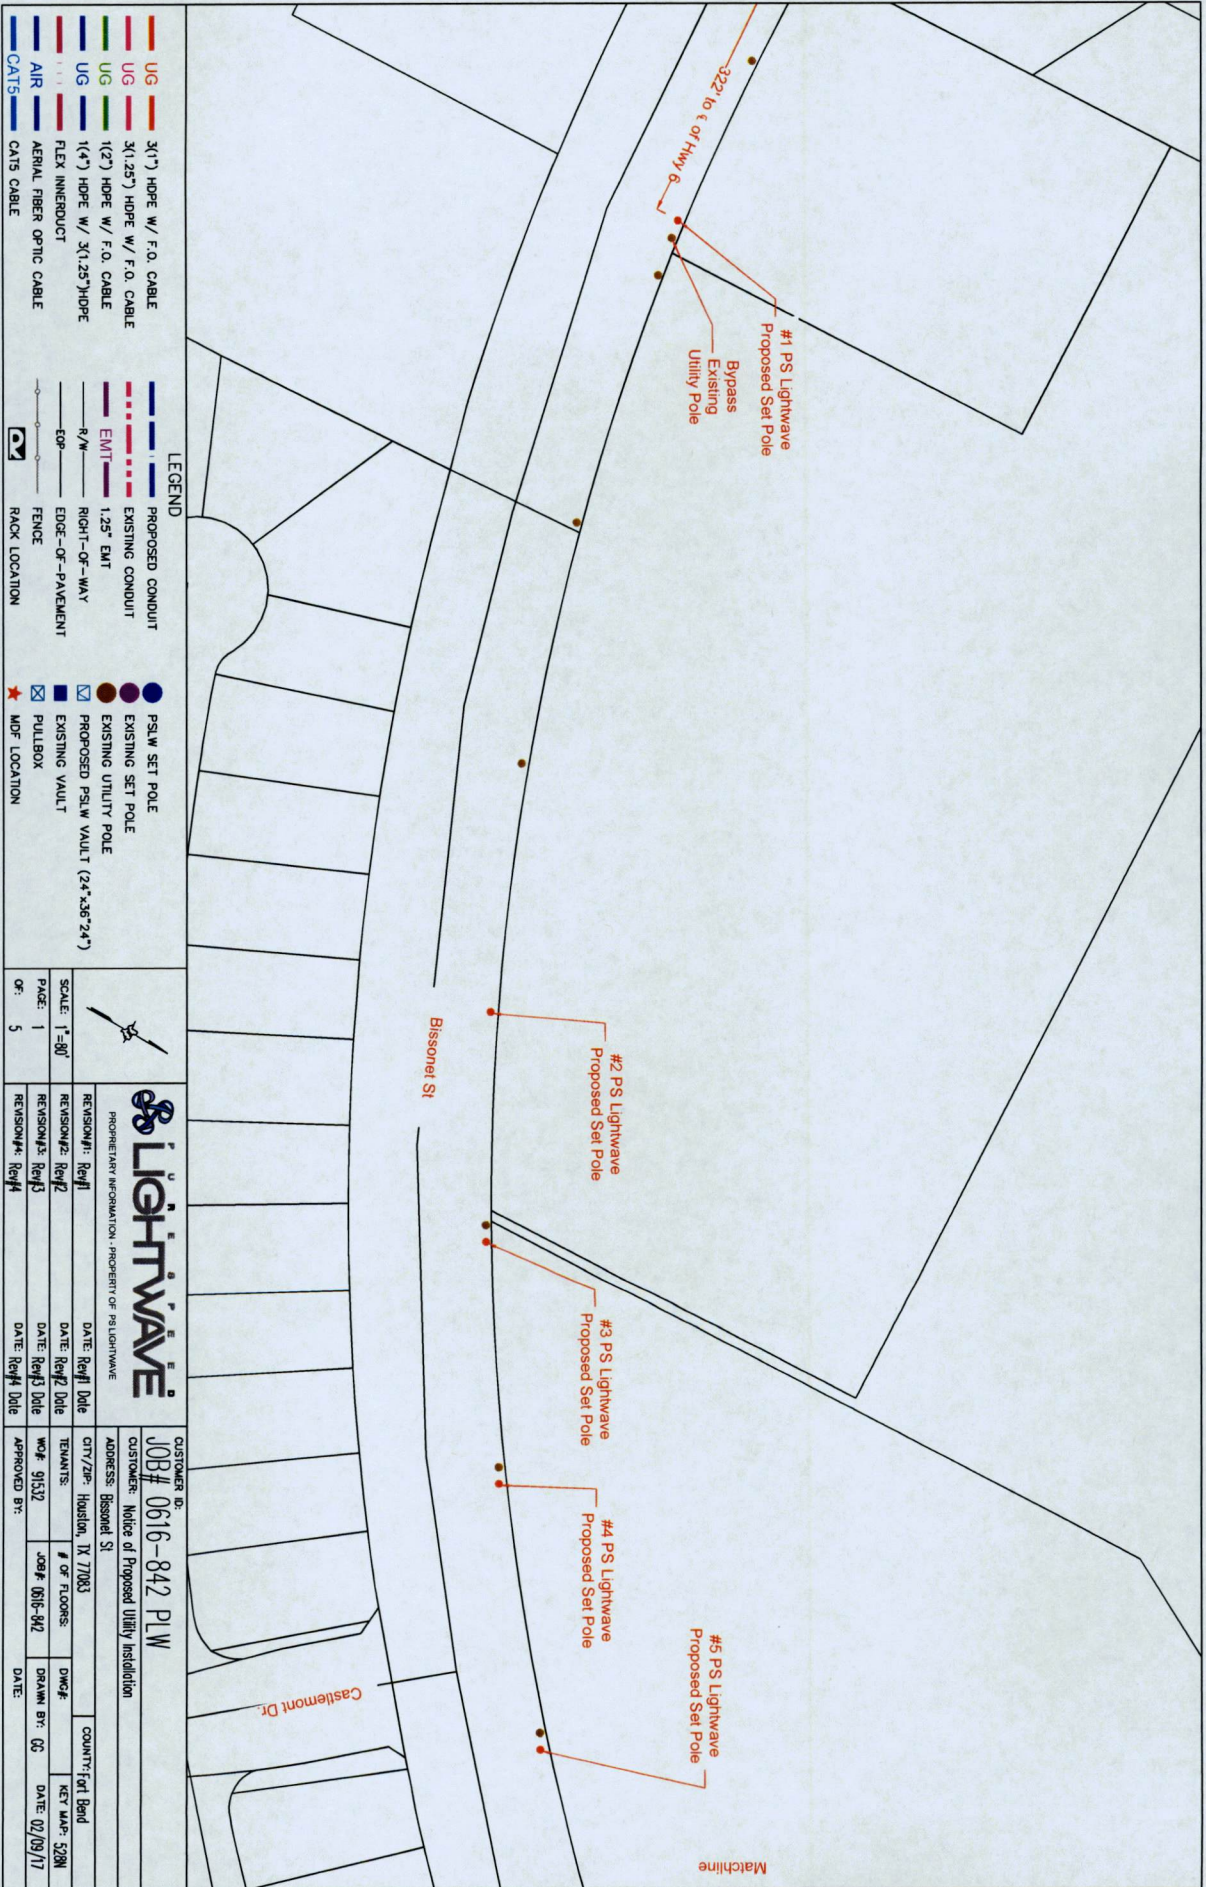 322' to ⅊ of Hwy 6
#1 PS Lightwave
Proposed Set Pole
Bypass
Existing
Utility Pole
#2 PS Lightwave
Proposed Set Pole
#3 PS Lightwave
Proposed Set Pole
#4 PS Lightwave
Proposed Set Pole
#5 PS Lightwave
Proposed Set Pole
Matchline
Bissonet St
Castlemont Dr.
LEGEND
UG 3(1") HDPE W/ F.O. CABLE
UG 3(1.25") HDPE W/ F.O. CABLE
UG 1(2") HDPE W/ F.O. CABLE
UG 1(4") HDPE W/ 3(1.25")HDPE
FLEX INNERDUCT
AIR AERIAL FIBER OPTIC CABLE
CAT5 CAT5 CABLE
PROPOSED CONDUIT
EXISTING CONDUIT
EMT 1.25" EMT
R/W RIGHT-OF-WAY
EOP EDGE-OF-PAVEMENT
FENCE
RACK LOCATION
PSLW SET POLE
EXISTING SET POLE
EXISTING UTILITY POLE
PROPOSED PSLW VAULT (24"x36"24")
EXISTING VAULT
PULLBOX
MDF LOCATION
SCALE: 1"=80'
PAGE: 1
OF: 5
PURESPEED
PS LIGHTWAVE
PROPRIETARY INFORMATION - PROPERTY OF PS LIGHTWAVE
REVISION#1: Rev#1 DATE: Rev#1 Date
REVISION#2: Rev#2 DATE: Rev#2 Date
REVISION#3: Rev#3 DATE: Rev#3 Date
REVISION#4: Rev#4 DATE: Rev#4 Date
CUSTOMER ID:
JOB# 0616-842 PLW
CUSTOMER: Notice of Proposed Utility Installation
ADDRESS: Bissonet St
CITY/ZIP: Houston, TX 77083 COUNTY: Fort Bend
TENANTS: # OF FLOORS: DWG#: KEY MAP: 528N
WO#: 91532 JOB#: 0616-842 DRAWN BY: GG DATE: 02/09/17
APPROVED BY: DATE: